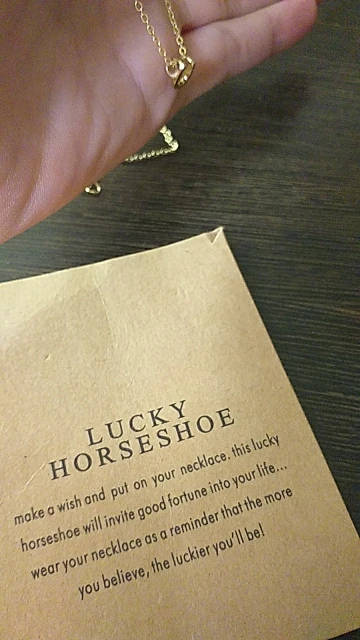 LUCKY
HORSESHOE
make a wish and put on your necklace. this lucky
horseshoe will invite good fortune into your life...
wear your necklace as a reminder that the more
you believe, the luckier you'll be!